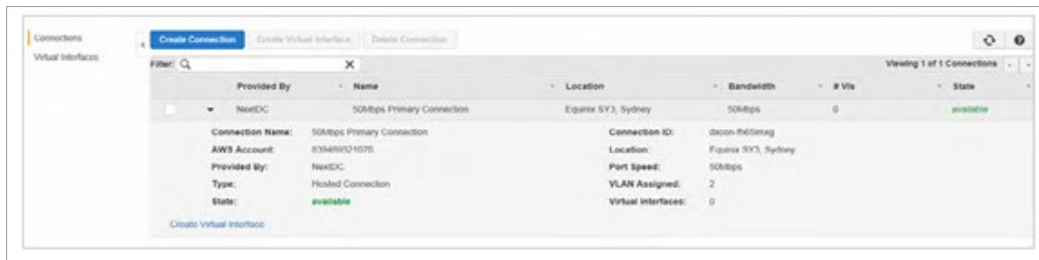 Connections
Virtual Interfaces
Create Connection Create Virtual Interface Delete Connection
Filter: X
Viewing 1 of 1 Connections
Provided By Name Location Bandwidth # VIs State
NextDC 50Mbps Primary Connection Equinix SY3, Sydney 50Mbps 0 available
Connection Name: 50Mbps Primary Connection Connection ID:
AWS Account: Location: Equinix SY3, Sydney
Provided By: NextDC Port Speed: 50Mbps
Type: Hosted Connection VLAN Assigned: 2
State: available Virtual Interfaces: 0
Create Virtual Interface